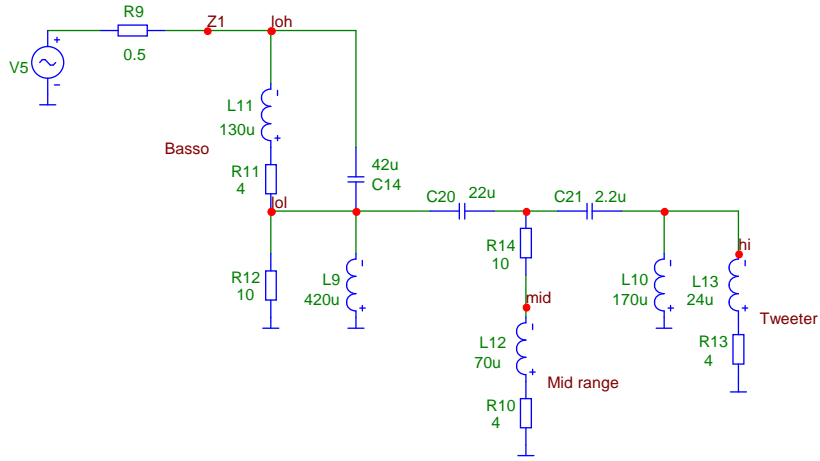 R9
Z1
loh
V5
0.5
L11
130u
Basso
R11
4
42u
C14
lol
C20
22u
C21
2.2u
R12
10
L9
420u
R14
10
mid
L10
170u
hi
L13
24u
Tweeter
L12
70u
Mid range
R13
4
R10
4